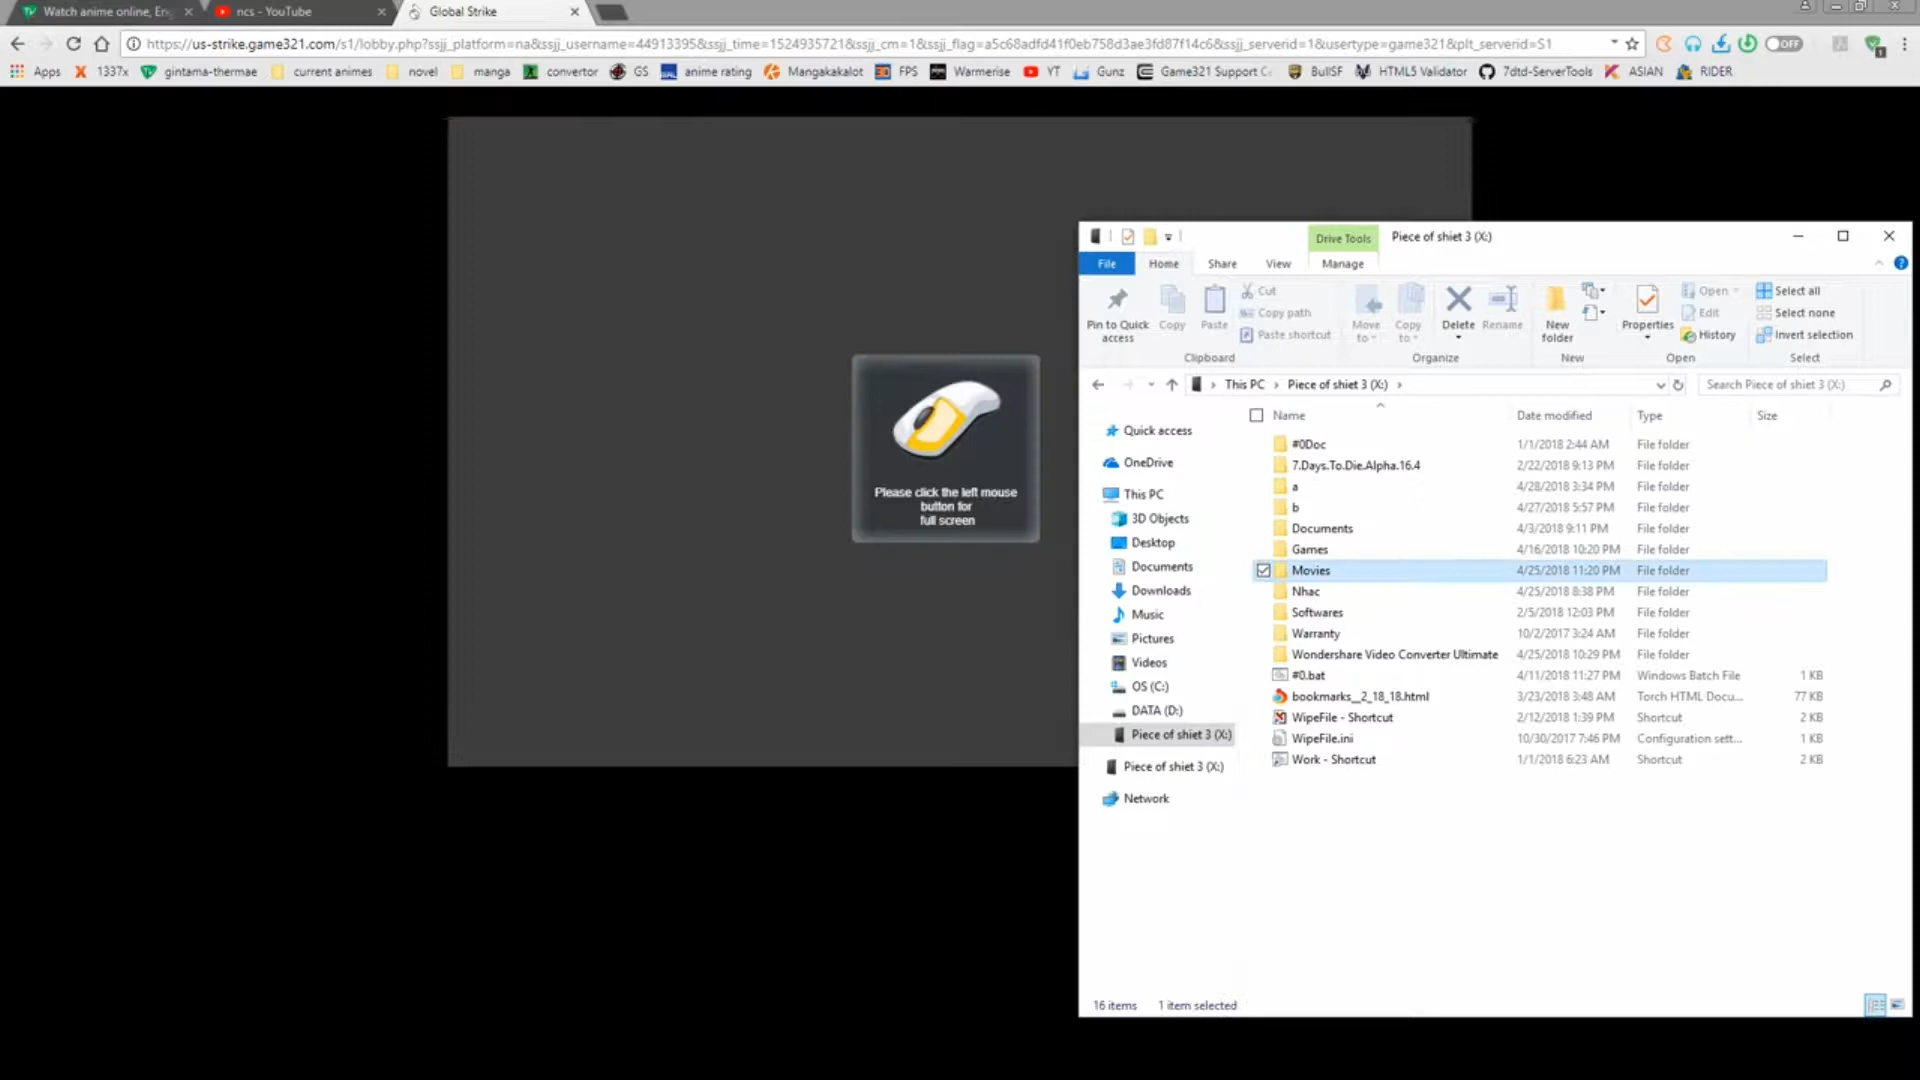 Watch anime online, En
ncs - YouTube
Global Strike
https://us-strike.game321.com/s1/lobby.php?ssjj_platform=na&ssjj_username=44913395&ssjj_time=1524935721&ssjj_cm=1&ssjj_flag=a5c68adfd41f0eb758d3ae3fd87f14c6&ssjj_serverid=1&usertype=game321&plt_serverid=S1
OFF
1
Apps 1337x gintama-thermae current animes novel manga convertor GS anime rating Mangakakalot FPS Warmerise YT Gunz Game321 Support C BullSF HTML5 Validator 7dtd-ServerTools ASIAN RIDER
Please click the left mouse
button for
full screen
Drive Tools Piece of shiet 3 (X:)
File Home Share View Manage
Pin to Quick
access
Copy
Paste
Cut
Copy path
Paste shortcut
Clipboard
Move
to
Copy
to
Delete
Rename
Organize
New
folder
New
Properties
Open
Edit
History
Open
Select all
Select none
Invert selection
Select
This PC Piece of shiet 3 (X:)
Search Piece of shiet 3 (X:)
Quick access
OneDrive
This PC
3D Objects
Desktop
Documents
Downloads
Music
Pictures
Videos
OS (C:)
DATA (D:)
Piece of shiet 3 (X:)
Piece of shiet 3 (X:)
Network
Name Date modified Type Size
#0Doc 1/1/2018 2:44 AM File folder
7.Days.To.Die.Alpha.16.4 2/22/2018 9:13 PM File folder
a 4/28/2018 3:34 PM File folder
b 4/27/2018 5:57 PM File folder
Documents 4/3/2018 9:11 PM File folder
Games 4/16/2018 10:20 PM File folder
Movies 4/25/2018 11:20 PM File folder
Nhac 4/25/2018 8:38 PM File folder
Softwares 2/5/2018 12:03 PM File folder
Warranty 10/2/2017 3:24 AM File folder
Wondershare Video Converter Ultimate 4/25/2018 10:29 PM File folder
#0.bat 4/11/2018 11:27 PM Windows Batch File 1 KB
bookmarks__2_18_18.html 3/23/2018 3:48 AM Torch HTML Docu... 77 KB
WipeFile - Shortcut 2/12/2018 1:39 PM Shortcut 2 KB
WipeFile.ini 10/30/2017 7:46 PM Configuration sett... 1 KB
Work - Shortcut 1/1/2018 6:23 AM Shortcut 2 KB
16 items 1 item selected